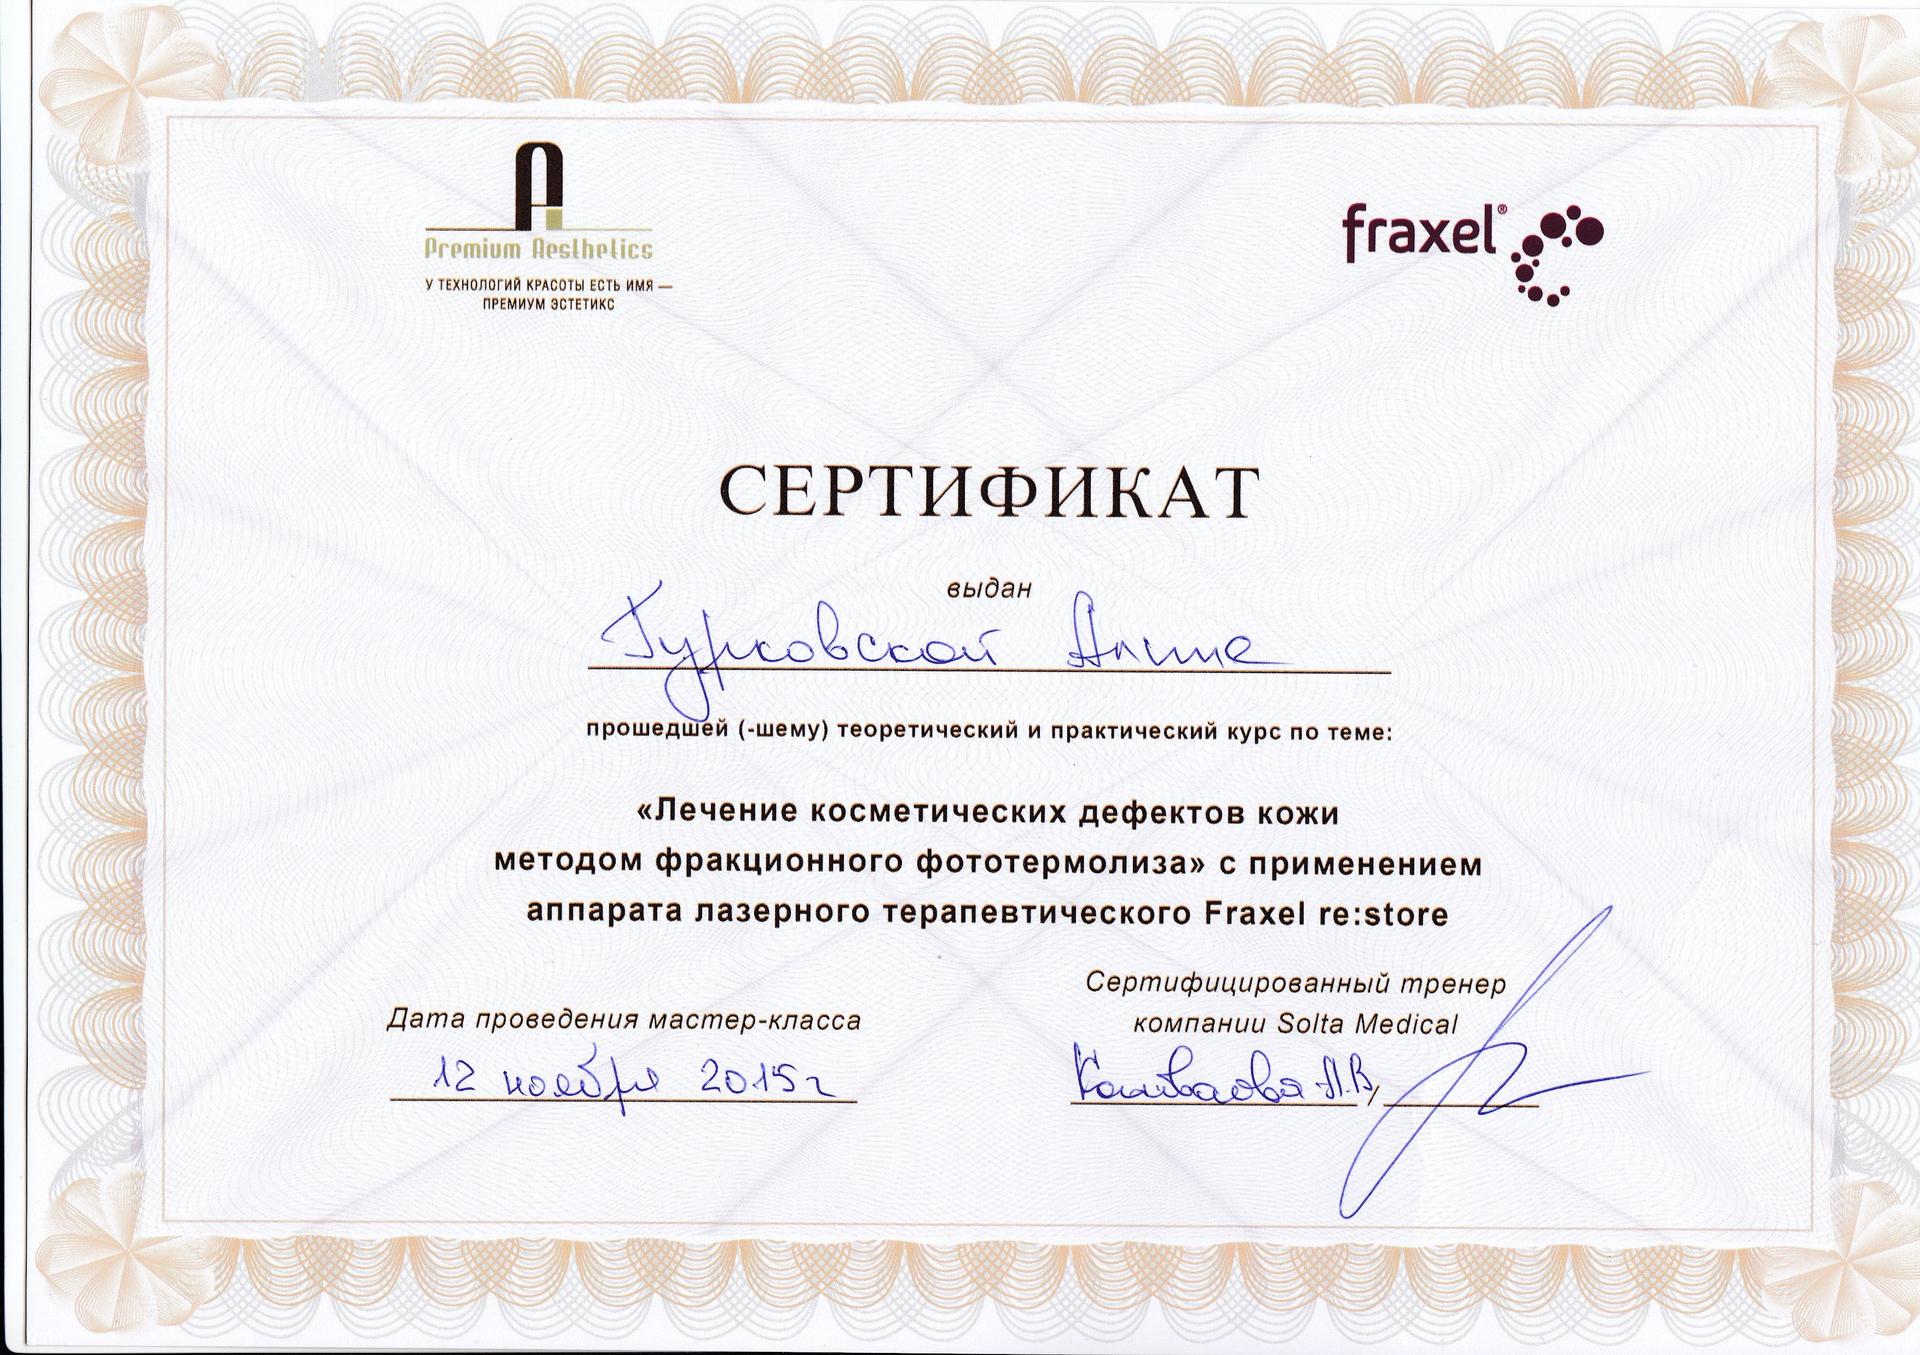 Premium Aesthetics
У ТЕХНОЛОГИЙ КРАСОТЫ ЕСТЬ ИМЯ —
ПРЕМИУМ ЭСТЕТИКС
fraxel®
СЕРТИФИКАТ
выдан
Гурковской
прошедшей (-шему) теоретический и практический курс по теме:
«Лечение косметических дефектов кожи
методом фракционного фототермолиза» с применением
аппарата лазерного терапевтического Fraxel re:store
Дата проведения мастер-класса
12 ноября 2015г
Сертифицированный тренер
компании Solta Medical